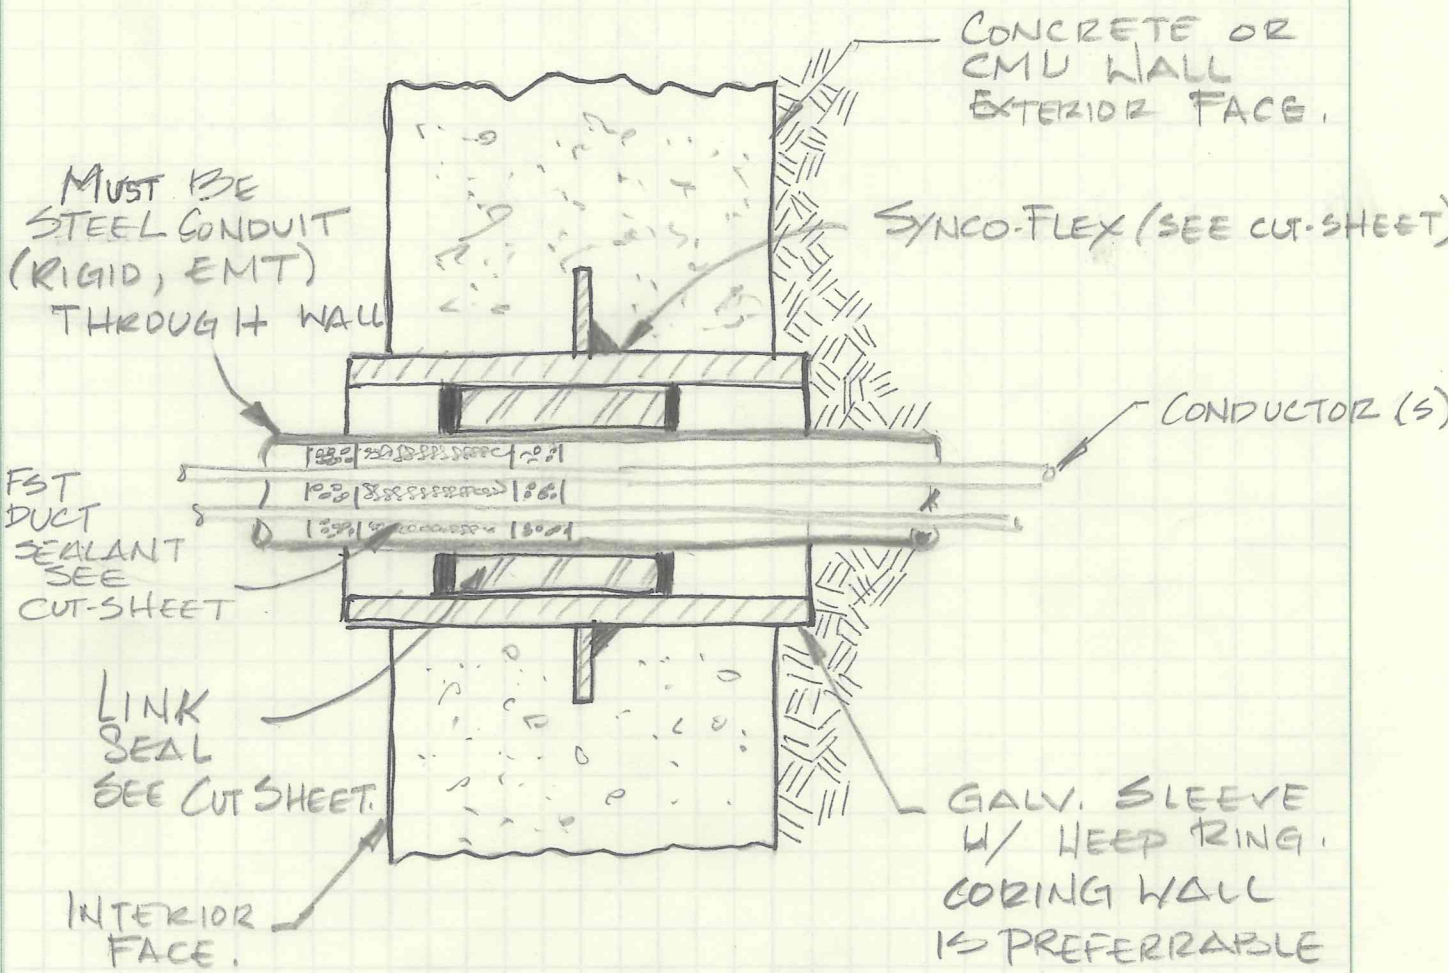 CONCRETE OR
CMU WALL
EXTERIOR FACE.
MUST BE
STEEL CONDUIT
(RIGID, EMT)
THROUGH WALL
SYNCO-FLEX (SEE CUT-SHEET)
CONDUCTOR (S)
FST
DUCT
SEALANT
SEE
CUT-SHEET
LINK
SEAL
SEE CUT SHEET.
GALV. SLEEVE
W/ HEEP RING.
CORING WALL
IS PREFERRABLE
INTERIOR
FACE.